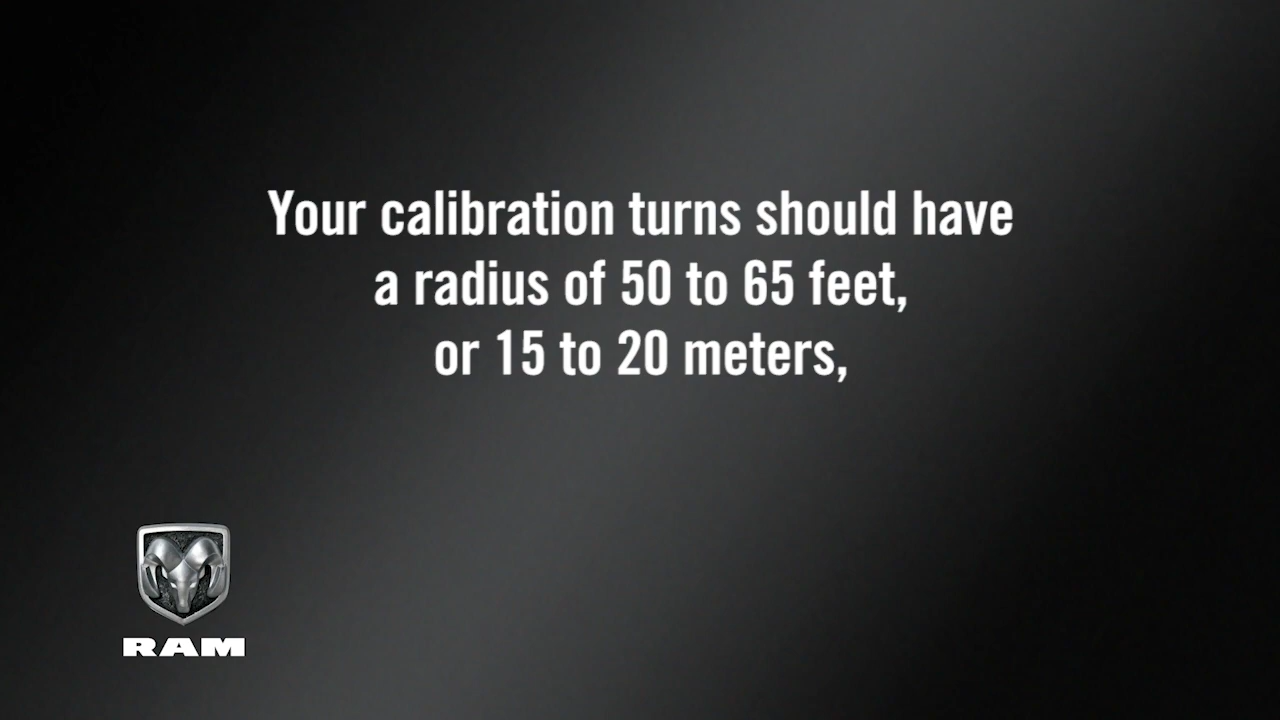 Your calibration turns should have
a radius of 50 to 65 feet,
or 15 to 20 meters,
RAM